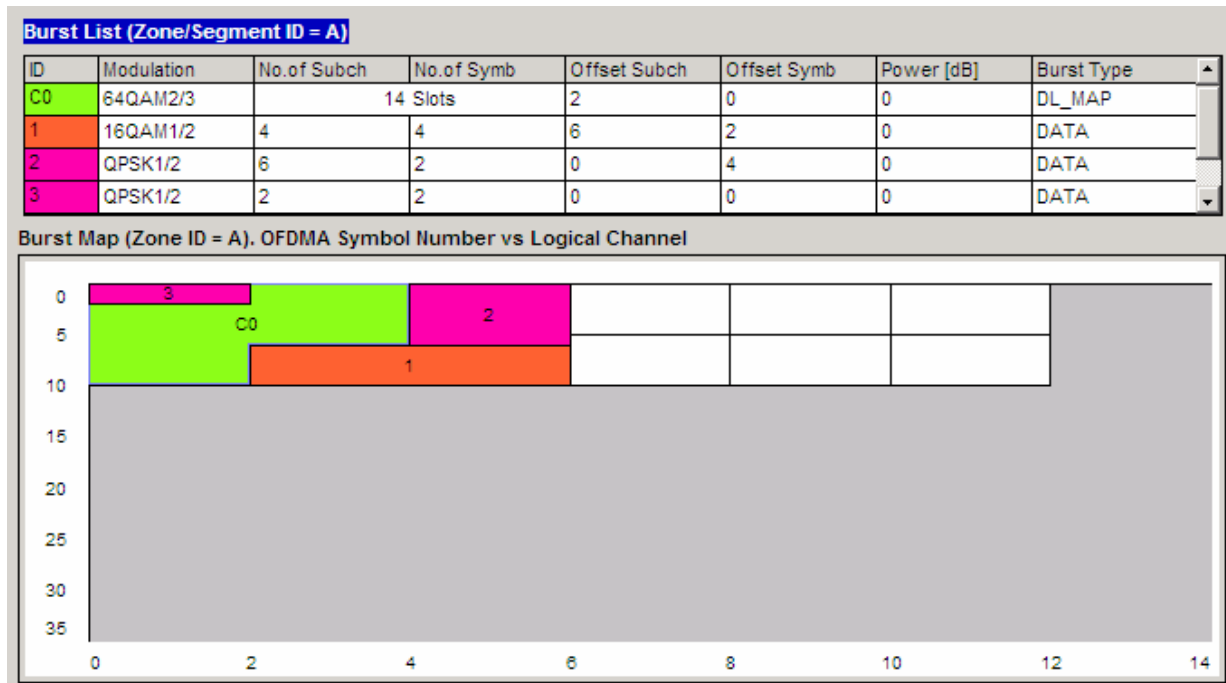 Burst List (Zone/Segment ID = A)
ID Modulation No.of Subch No.of Symb Offset Subch Offset Symb Power [dB] Burst Type
C0 64QAM2/3 14 Slots 2 0 0 DL_MAP
1 16QAM1/2 4 4 6 2 0 DATA
2 QPSK1/2 6 2 0 4 0 DATA
3 QPSK1/2 2 2 0 0 0 DATA
Burst Map (Zone ID = A). OFDMA Symbol Number vs Logical Channel
0 3
C0 2
5
1
10
15
20
25
30
35
0 2 4 6 8 10 12 14